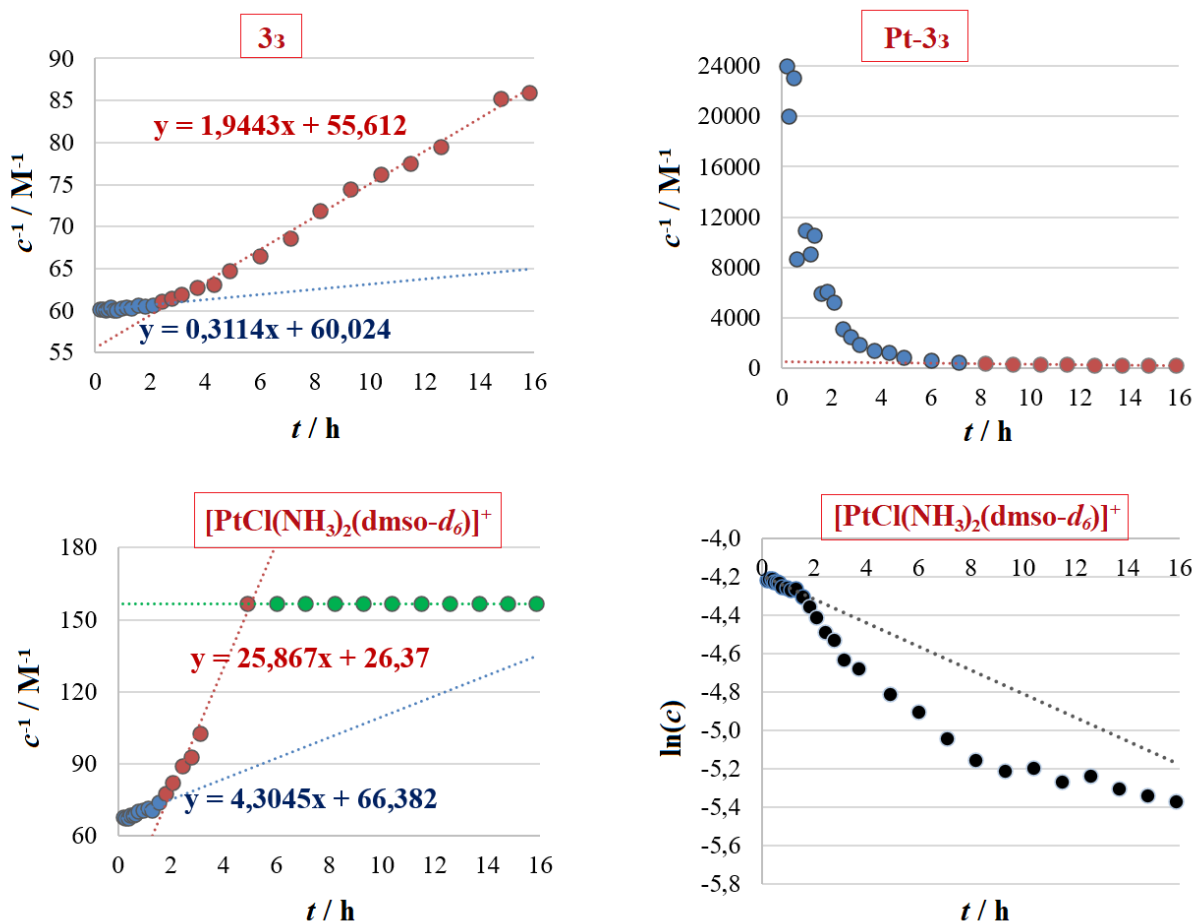 3з
90
85
80
75
70
65
60
55
y = 1,9443x + 55,612
y = 0,3114x + 60,024
0 2 4 6 8 10 12 14 16
c⁻¹ / M⁻¹
t / h
Pt-3з
24000
20000
16000
12000
8000
4000
0
0 2 4 6 8 10 12 14 16
c⁻¹ / M⁻¹
t / h
[PtCl(NH₃)₂(dmso-d₆)]⁺
180
150
120
90
60
y = 25,867x + 26,37
y = 4,3045x + 66,382
0 2 4 6 8 10 12 14 16
c⁻¹ / M⁻¹
t / h
[PtCl(NH₃)₂(dmso-d₆)]⁺
-4,0
0 2 4 6 8 10 12 14 16
-4,2
-4,4
-4,6
-4,8
-5,0
-5,2
-5,4
-5,6
-5,8
ln(c)
t / h